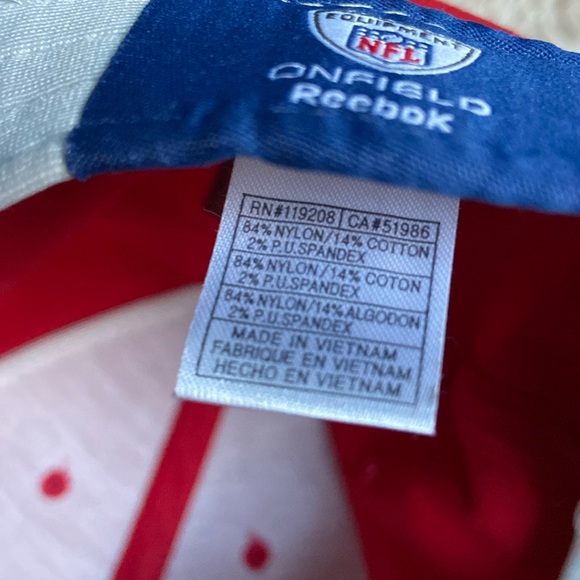 EQUIPMENT
NFL
ONFIELD
Reebok
RN#119208 CA#51986
84%NYLON/14%COTTON
2%P.U.SPANDEX
84%NYLON/14% COTON
2% P.U.SPANDEX
84%NYLON/14%ALGODON
2%P.U.SPANDEX
MADE IN VIETNAM
FABRIQUE EN VIETNAM
HECHO EN VIETNAM